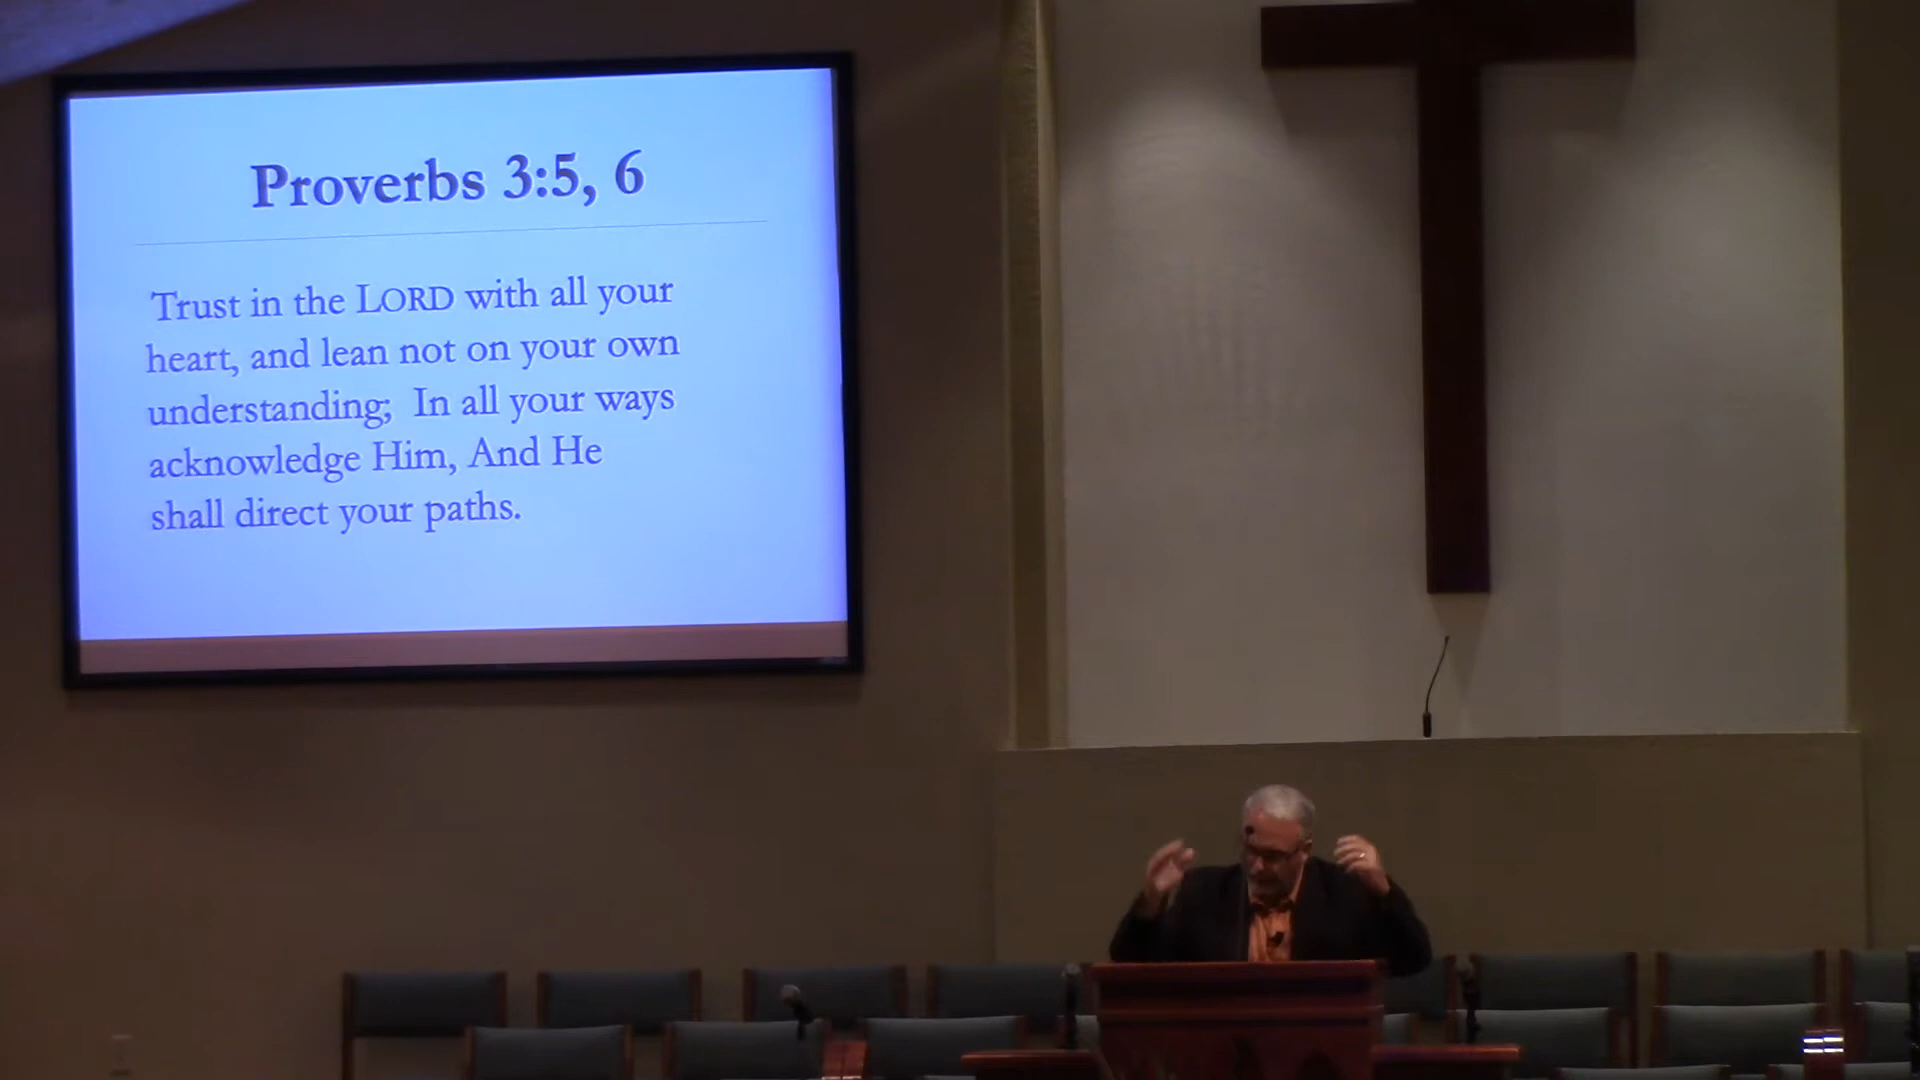 Proverbs 3:5, 6
Trust in the LORD with all your
heart, and lean not on your own
understanding;  In all your ways
acknowledge Him, And He
shall direct your paths.